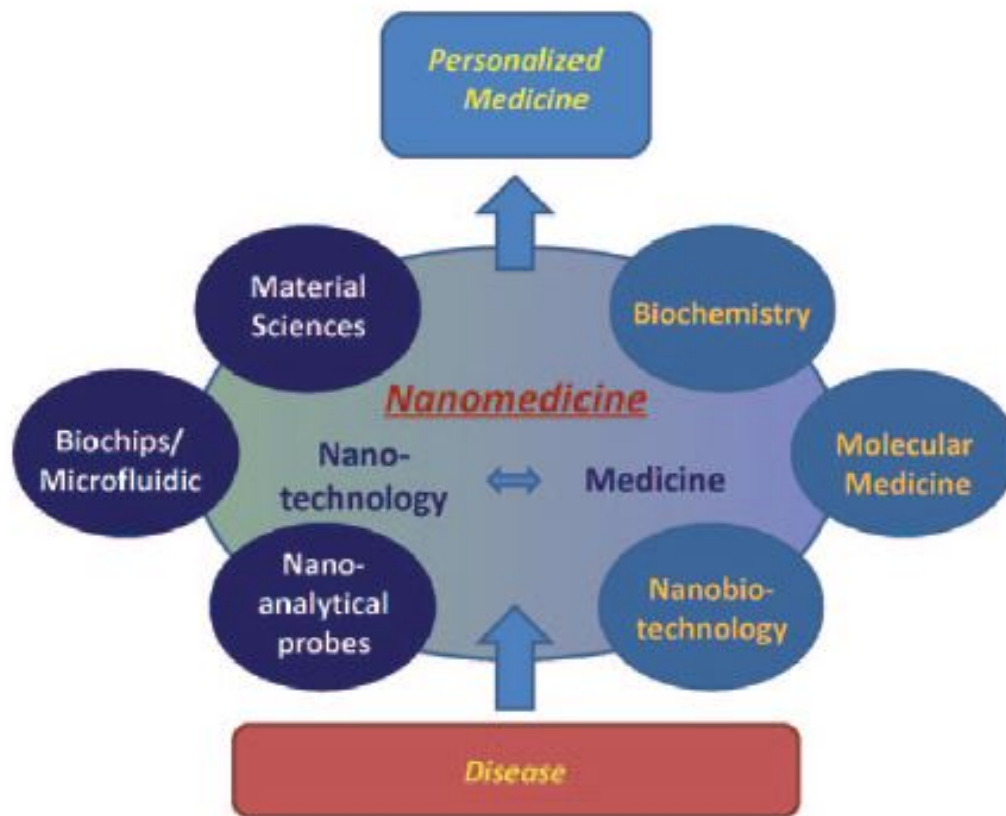 Personalized
Medicine
Material
Sciences
Biochemistry
Nanomedicine
Biochips/
Microfluidic
Nano-
technology
Medicine
Molecular
Medicine
Nano-
analytical
probes
Nanobio-
technology
Disease